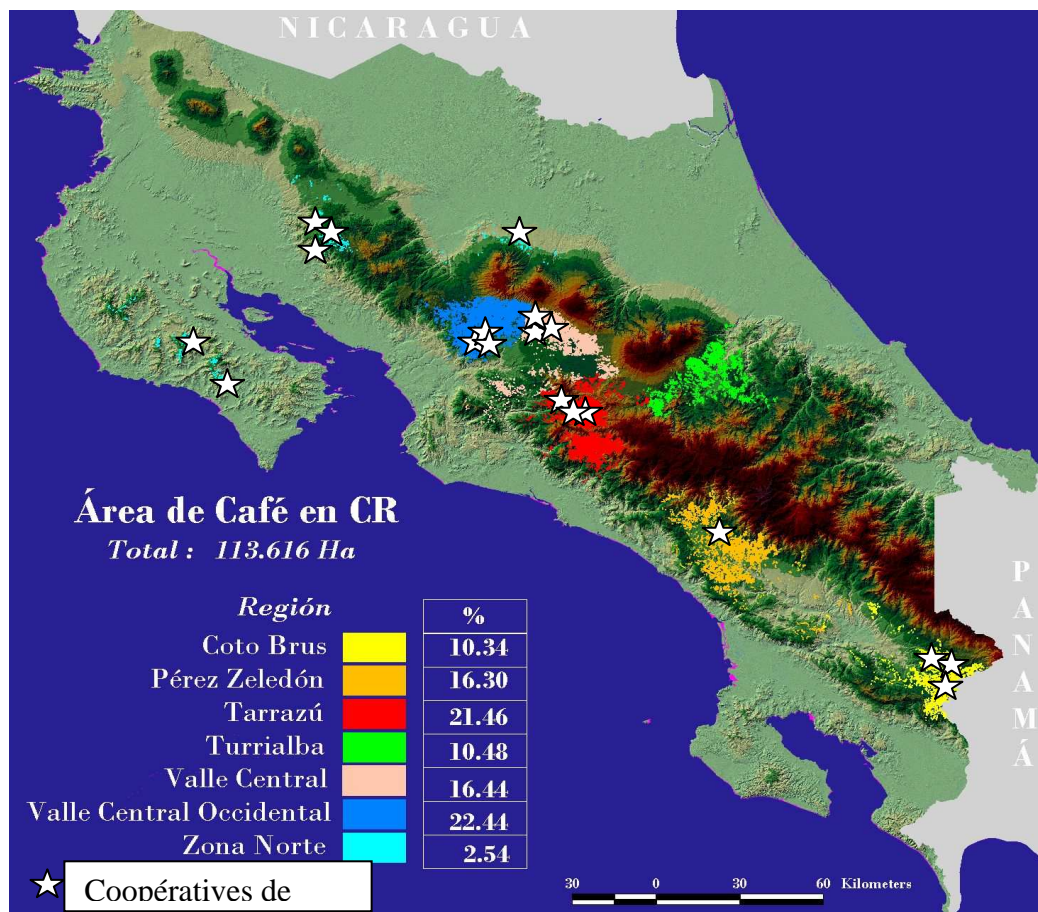 NICARAGUA
Área de Café en CR
Total : 113.616 Ha
Región %
Coto Brus 10.34
Pérez Zeledón 16.30
Tarrazú 21.46
Turrialba 10.48
Valle Central 16.44
Valle Central Occidental 22.44
Zona Norte 2.54
Coopératives de
PANAMÁ
30 0 30 60 Kilometers